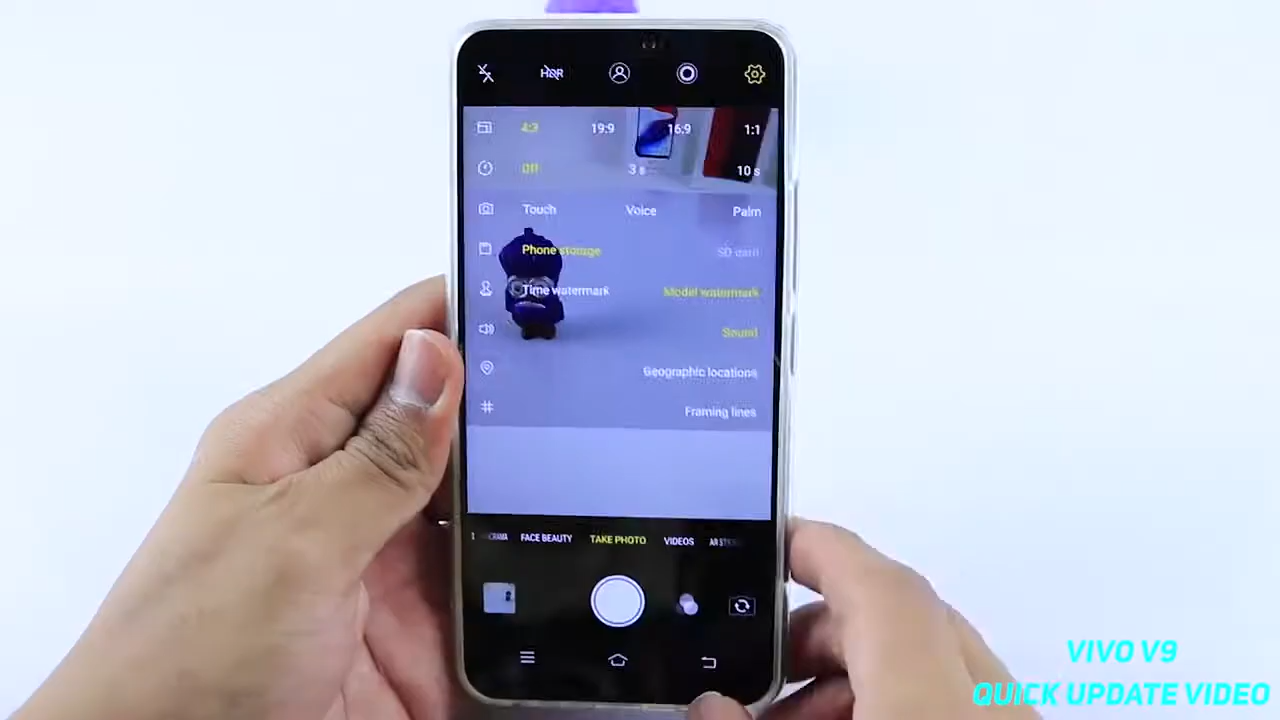 HDR
4:3 19:9 16:9 1:1
Off 3 s 10 s
Touch Voice Palm
Phone storage SD card
Time watermark Model watermark
Sound
Geographic locations
Framing lines
FACE BEAUTY TAKE PHOTO VIDEOS
VIVO V9
QUICK UPDATE VIDEO